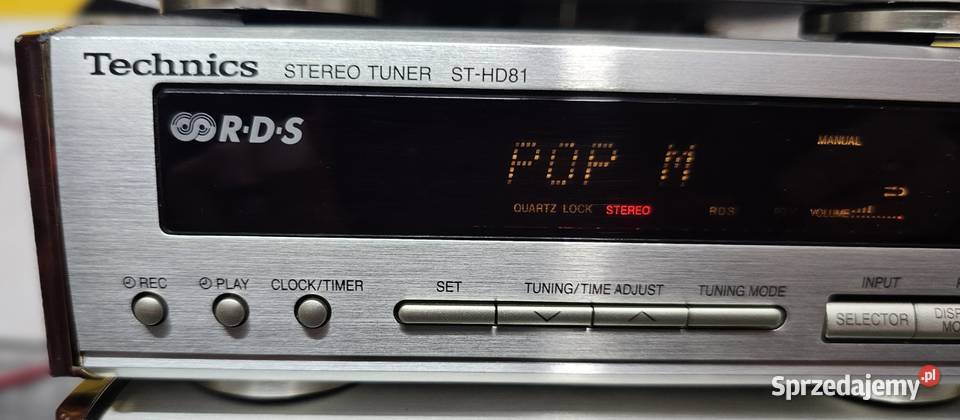 Technics STEREO TUNER ST-HD81
R·D·S
POP M
MANUAL
QUARTZ LOCK STEREO RDS VOLUME
REC PLAY CLOCK/TIMER SET TUNING/TIME ADJUST TUNING MODE INPUT
SELECTOR
Sprzedajemy.pl